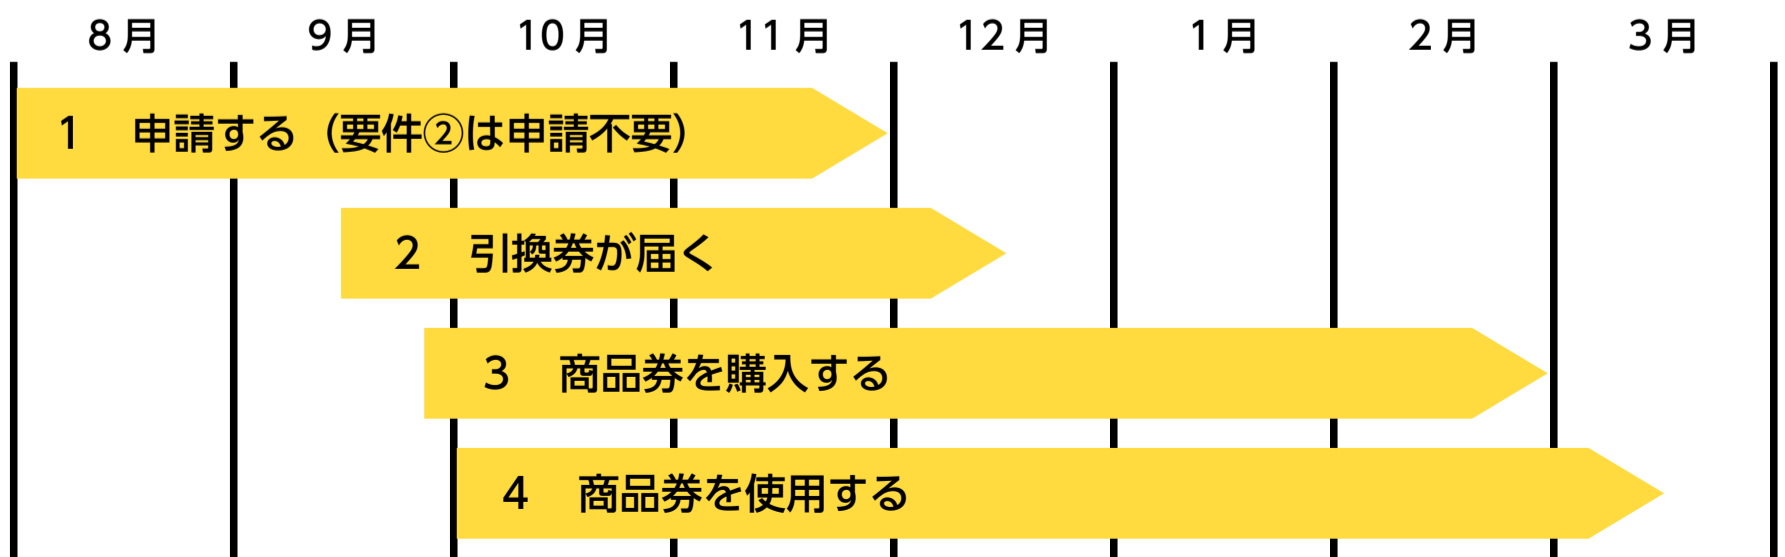 8月 9月 10月 11月 12月 1月 2月 3月
1 申請する（要件②は申請不要）
2 引換券が届く
3 商品券を購入する
4 商品券を使用する